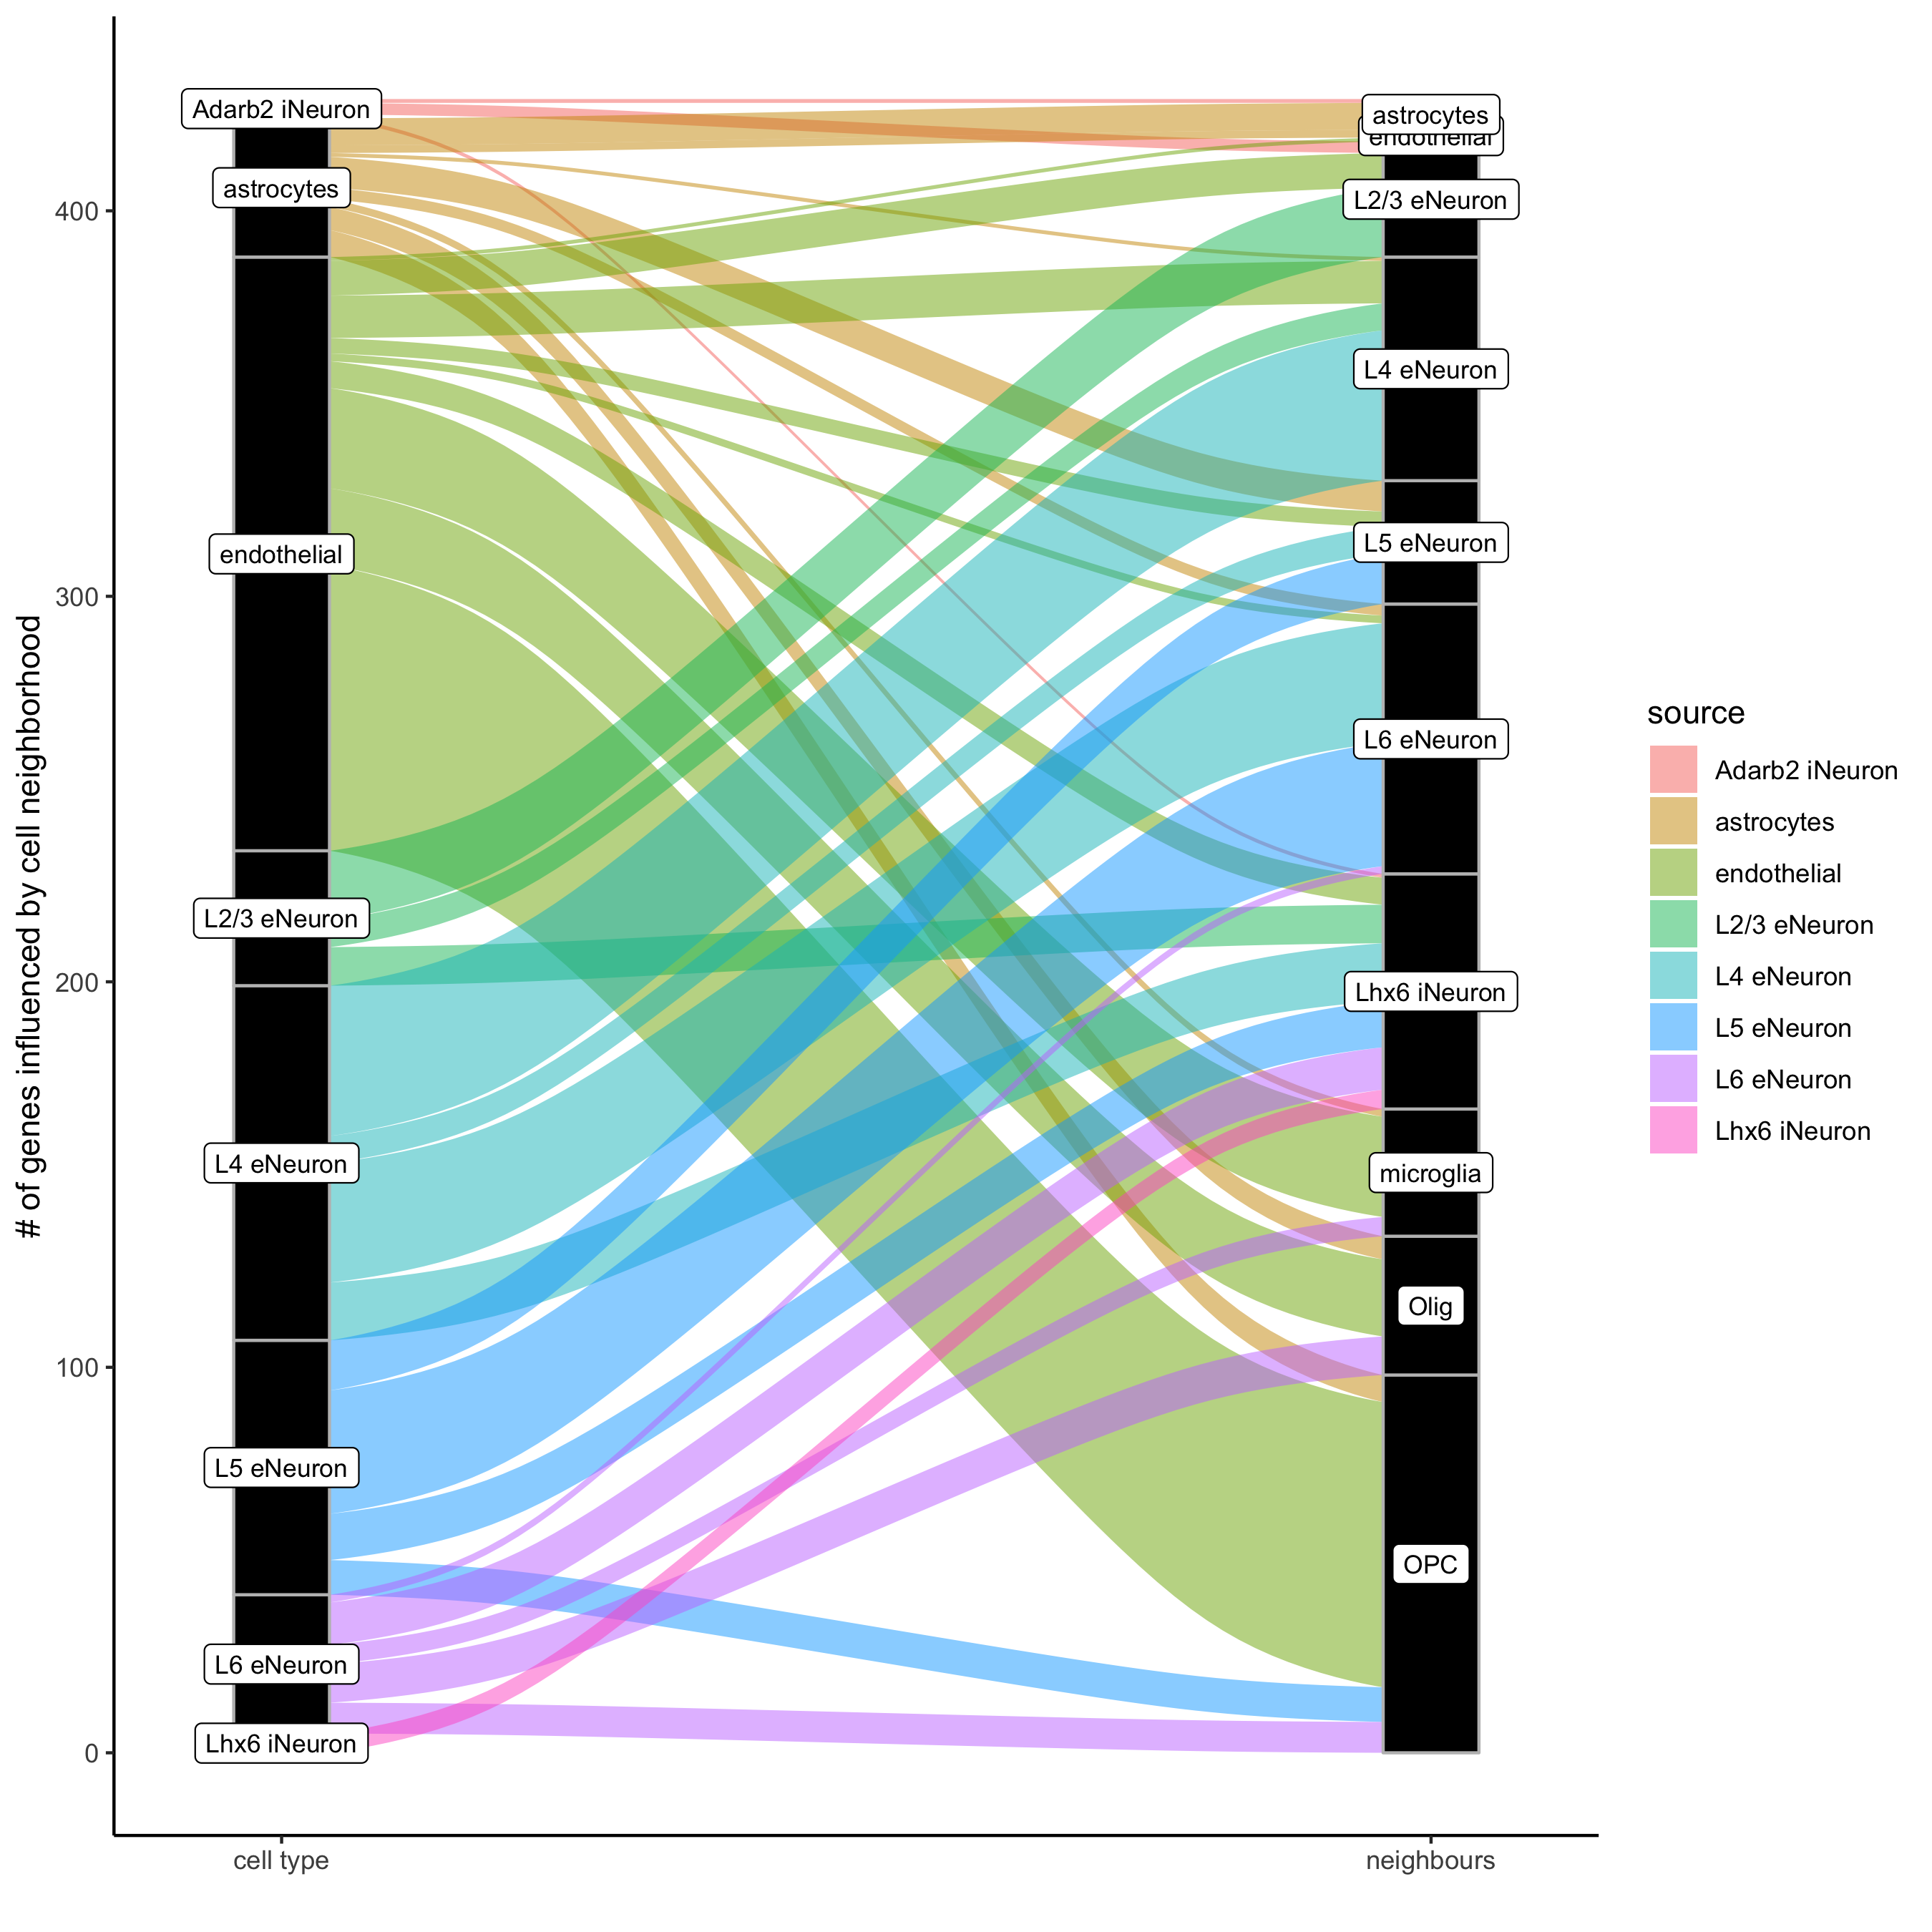 # of genes influenced by cell neighborhood
400
300
200
100
0
Adarb2 iNeuron
astrocytes
endothelial
L2/3 eNeuron
L4 eNeuron
L5 eNeuron
L6 eNeuron
Lhx6 iNeuron
astrocytes
endothelial
L2/3 eNeuron
L4 eNeuron
L5 eNeuron
L6 eNeuron
Lhx6 iNeuron
microglia
Olig
OPC
cell type
neighbours
source
Adarb2 iNeuron
astrocytes
endothelial
L2/3 eNeuron
L4 eNeuron
L5 eNeuron
L6 eNeuron
Lhx6 iNeuron